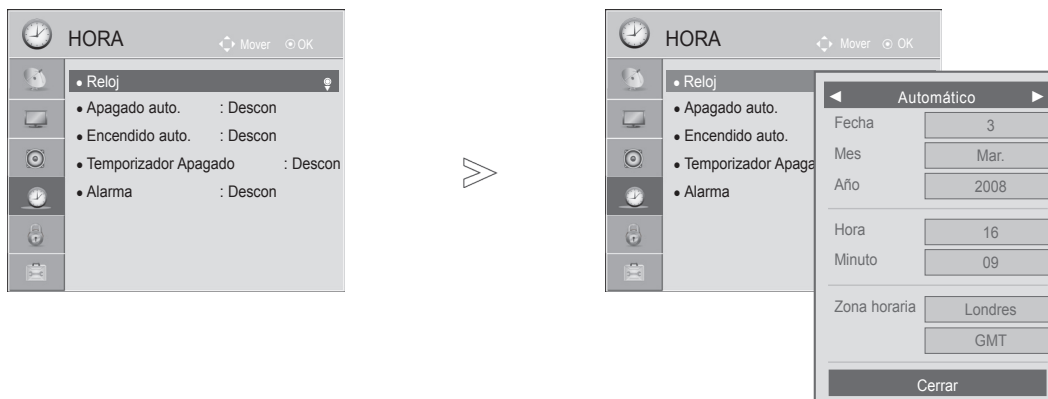 HORA
Mover OK
Reloj
Apagado auto. : Descon
Encendido auto. : Descon
Temporizador Apagado : Descon
Alarma : Descon
HORA
Mover OK
Reloj
Apagado auto.
Encendido auto.
Temporizador Apaga
Alarma
Automático
Fecha 3
Mes Mar.
Año 2008
Hora 16
Minuto 09
Zona horaria Londres
GMT
Cerrar